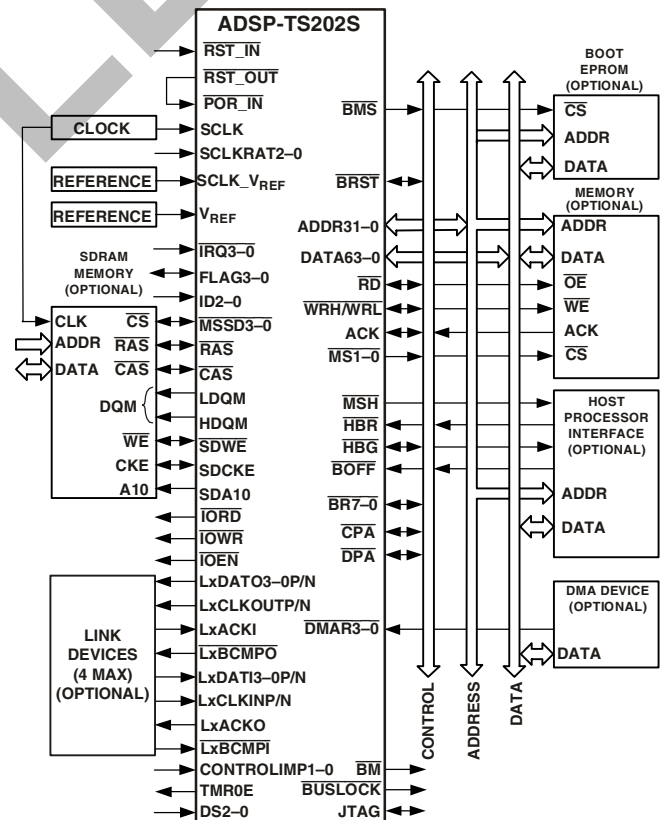 ADSP-TS202S
RST_IN
RST_OUT
POR_IN
CLOCK
SCLK
SCLKRAT2–0
REFERENCE
SCLK_VREF
REFERENCE
VREF
IRQ3–0
SDRAM
MEMORY
(OPTIONAL)
FLAG3–0
ID2–0
CLK
CS
MSSD3–0
ADDR
RAS
RAS
DATA
CAS
CAS
DQM
LDQM
HDQM
WE
SDWE
CKE
SDCKE
A10
SDA10
IORD
IOWR
IOEN
LINK
DEVICES
(4 MAX)
(OPTIONAL)
LxDATO3–0P/N
LxCLKOUTP/N
LxACKI
LxBCMPO
LxDATI3–0P/N
LxCLKINP/N
LxACKO
LxBCMPI
CONTROLIMP1–0
TMR0E
DS2–0
BMS
BRST
ADDR31–0
DATA63–0
RD
WRH/WRL
ACK
MS1–0
MSH
HBR
HBG
BOFF
BR7–0
CPA
DPA
DMAR3–0
BM
BUSLOCK
JTAG
CONTROL
ADDRESS
DATA
BOOT
EPROM
(OPTIONAL)
CS
ADDR
DATA
MEMORY
(OPTIONAL)
ADDR
DATA
OE
WE
ACK
CS
HOST
PROCESSOR
INTERFACE
(OPTIONAL)
ADDR
DATA
DMA DEVICE
(OPTIONAL)
DATA